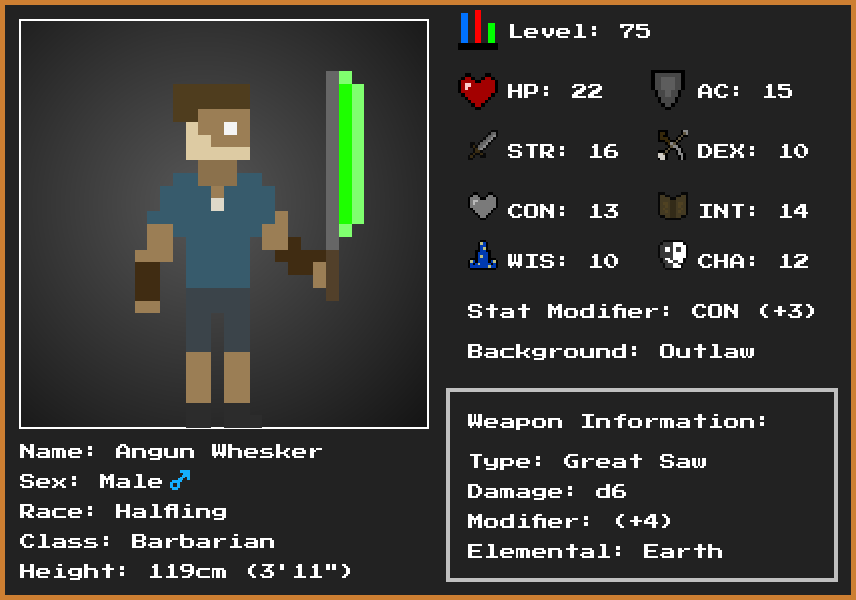 Level: 75
HP: 22 AC: 15
STR: 16 DEX: 10
CON: 13 INT: 14
WIS: 10 CHA: 12
Stat Modifier: CON (+3)
Background: Outlaw
Weapon Information:
Type: Great Saw
Damage: d6
Modifier: (+4)
Elemental: Earth
Name: Angun Whesker
Sex: Male♂
Race: Halfling
Class: Barbarian
Height: 119cm (3'11")